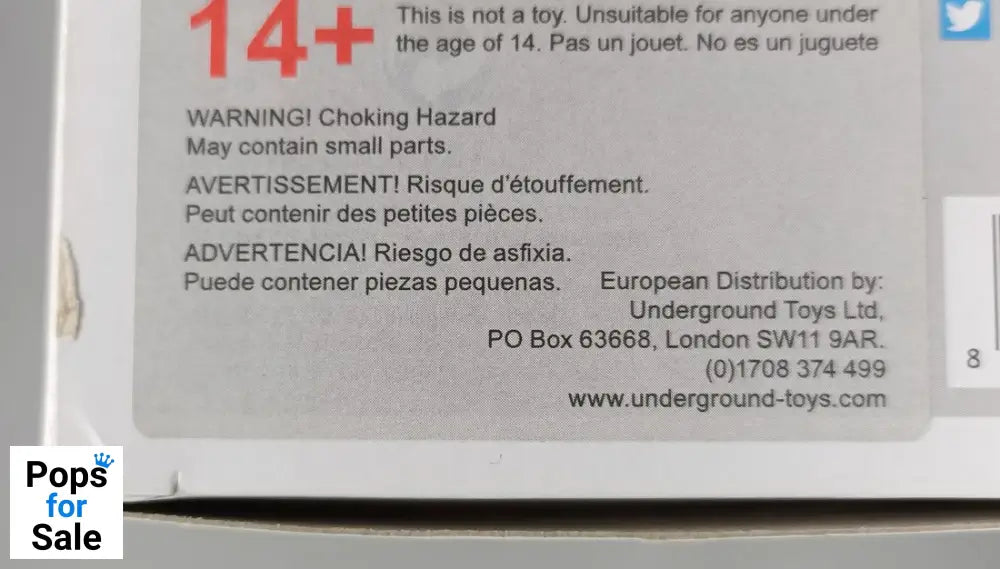 14+
This is not a toy. Unsuitable for anyone under
the age of 14. Pas un jouet. No es un juguete
WARNING! Choking Hazard
May contain small parts.
AVERTISSEMENT! Risque d'étouffement.
Peut contenir des petites pièces.
ADVERTENCIA! Riesgo de asfixia.
Puede contener piezas pequenas.
European Distribution by:
Underground Toys Ltd,
PO Box 63668, London SW11 9AR.
(0)1708 374 499
www.underground-toys.com
8
Pops
for
Sale